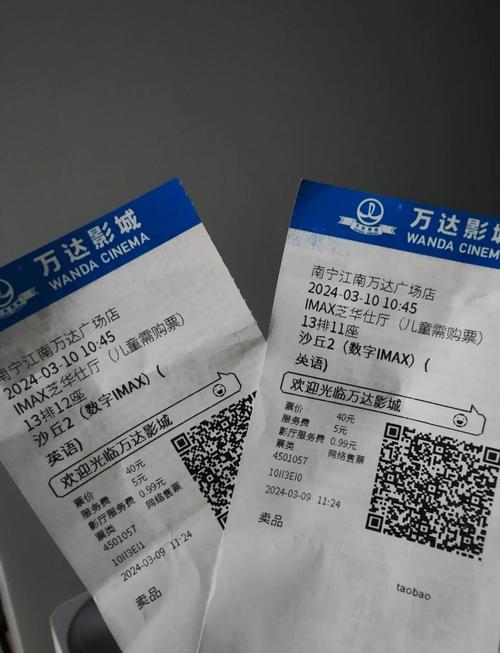 万达影城
WANDA CINEMA
南宁江南万达广场店
2024-03-10 10:45
IMAX芝华仕厅（儿童需购票）
13排12座
沙丘2（数字IMAX）（
英语）
欢迎光临万达影城
票价 40元
服务费 5元
影厅服务费 0.99元
票类 网络售票
4501057
10II3EI1
2024-03-09 11:24
卖品
万达影城
WANDA CINEMA
南宁江南万达广场店
2024-03-10 10:45
IMAX芝华仕厅（儿童需购票）
13排11座
沙丘2（数字IMAX）（
英语）
欢迎光临万达影城
票价 40元
服务费 5元
影厅服务费 0.99元
票类 网络售票
4501057
10II3EI0
2024-03-09 11:24
卖品
taobao